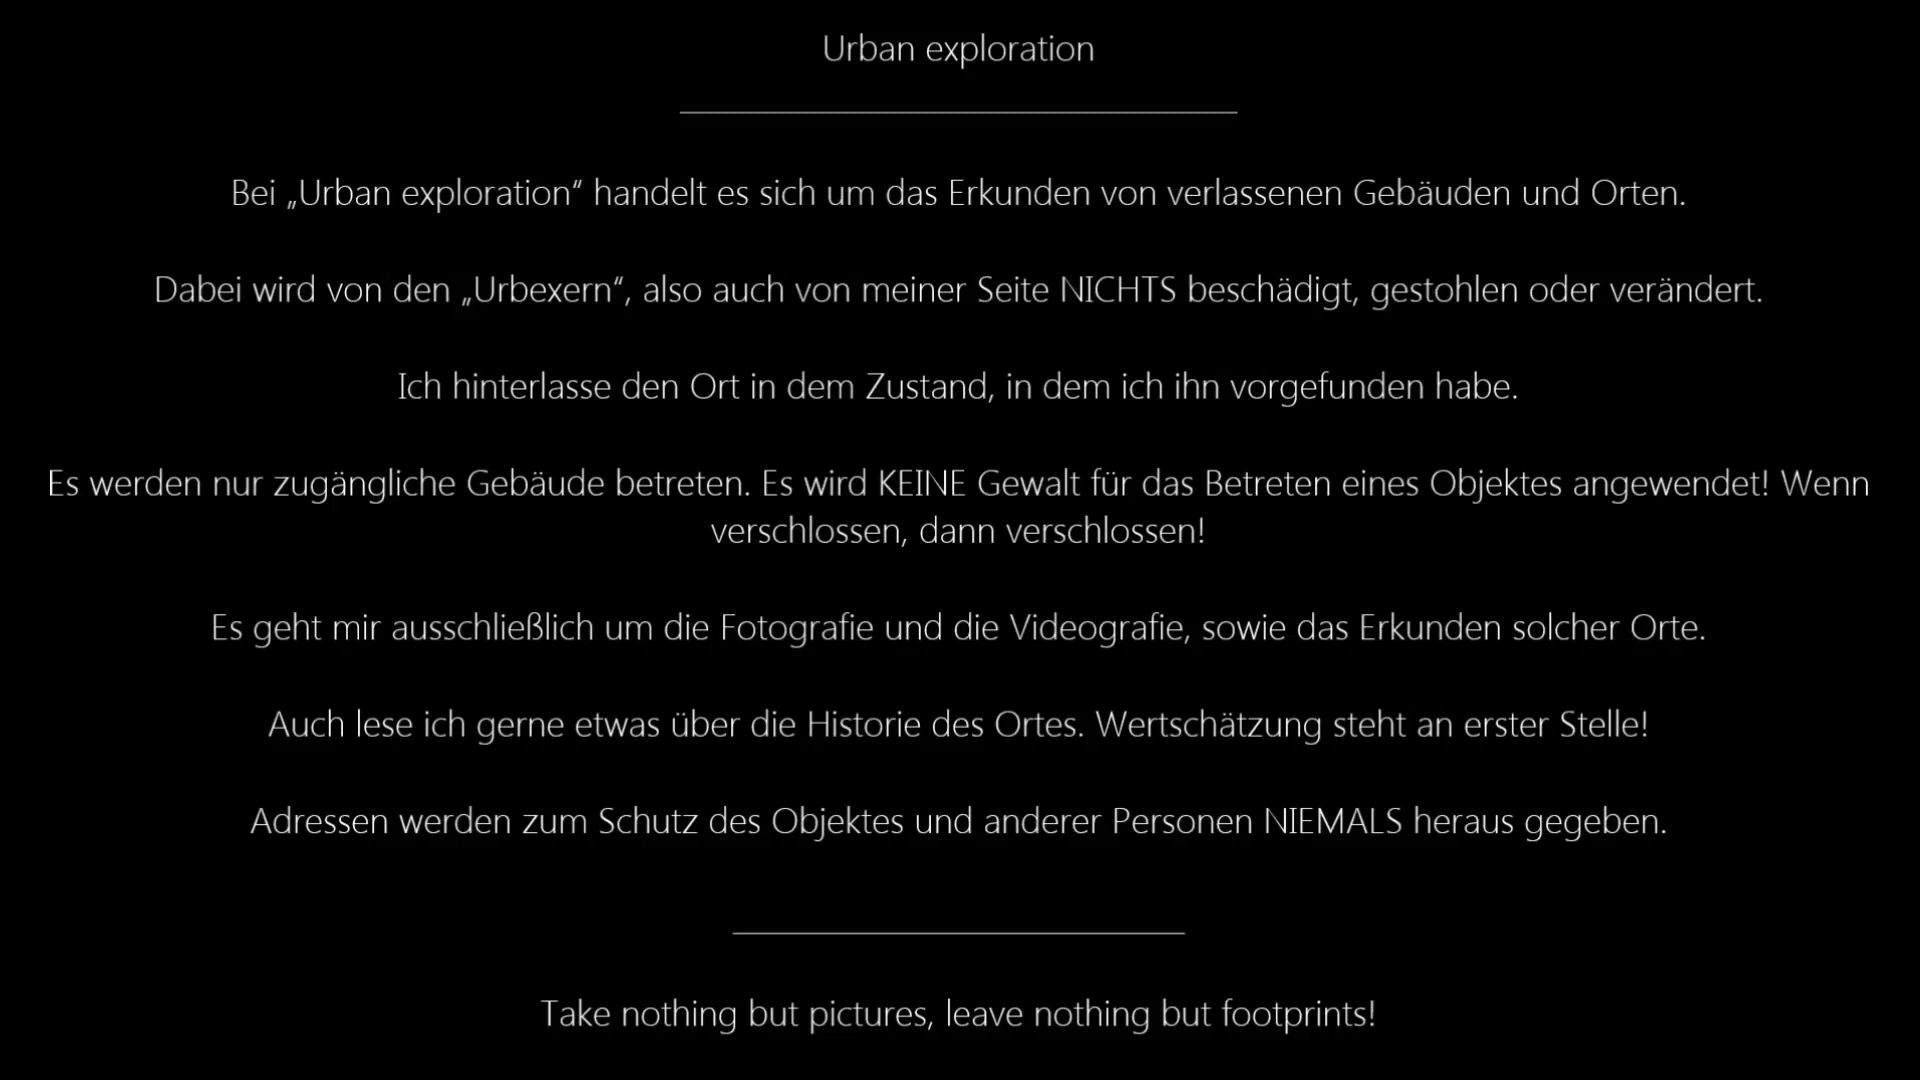 Urban exploration
Bei „Urban exploration“ handelt es sich um das Erkunden von verlassenen Gebäuden und Orten.
Dabei wird von den „Urbexern“, also auch von meiner Seite NICHTS beschädigt, gestohlen oder verändert.
Ich hinterlasse den Ort in dem Zustand, in dem ich ihn vorgefunden habe.
Es werden nur zugängliche Gebäude betreten. Es wird KEINE Gewalt für das Betreten eines Objektes angewendet! Wenn
verschlossen, dann verschlossen!
Es geht mir ausschließlich um die Fotografie und die Videografie, sowie das Erkunden solcher Orte.
Auch lese ich gerne etwas über die Historie des Ortes. Wertschätzung steht an erster Stelle!
Adressen werden zum Schutz des Objektes und anderer Personen NIEMALS heraus gegeben.
Take nothing but pictures, leave nothing but footprints!